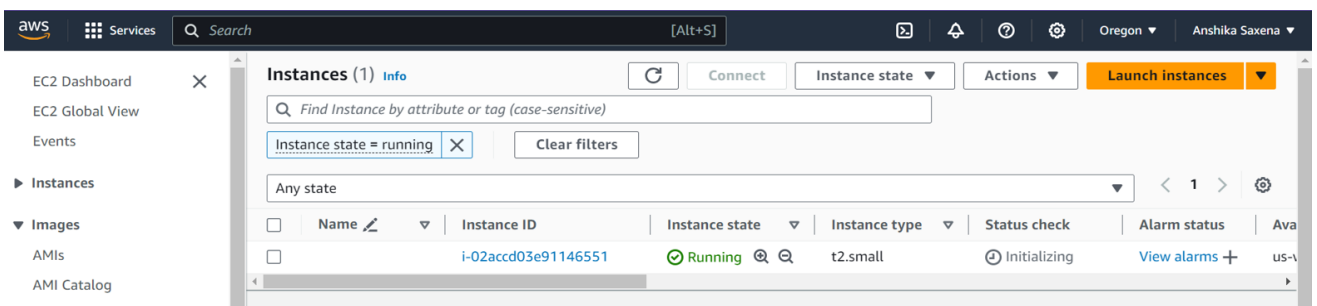 aws Services Search [Alt+S] Oregon Anshika Saxena
EC2 Dashboard
EC2 Global View
Events
Instances
Images
AMIs
AMI Catalog
Instances (1) Info Connect Instance state Actions Launch instances
Find Instance by attribute or tag (case-sensitive)
Instance state = running Clear filters
Any state 1
Name Instance ID Instance state Instance type Status check Alarm status Ava
i-02accd03e91146551 Running t2.small Initializing View alarms + us-